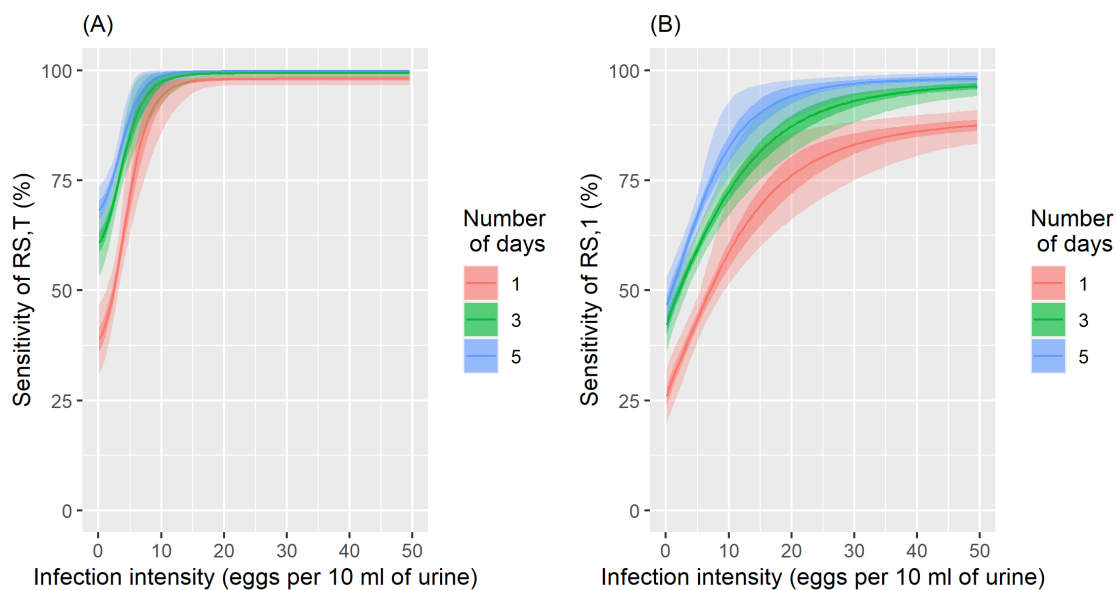 (A)
Sensitivity of RS,T (%)
100
75
50
25
0
0 10 20 30 40 50
Infection intensity (eggs per 10 ml of urine)
Number
of days
1
3
5
(B)
Sensitivity of RS,1 (%)
100
75
50
25
0
0 10 20 30 40 50
Infection intensity (eggs per 10 ml of urine)
Number
of days
1
3
5